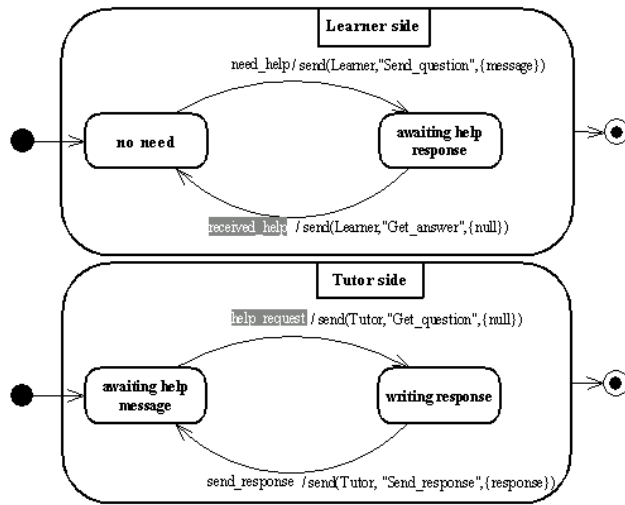 Learner side
need_help / send(Learner,"Send_question",{message})
no need
awaiting help
response
received_help / send(Learner,"Get_answer",{null})
Tutor side
help_request / send(Tutor,"Get_question",{null})
awaiting help
message
writing response
send_response / send(Tutor, "Send_response",{response})